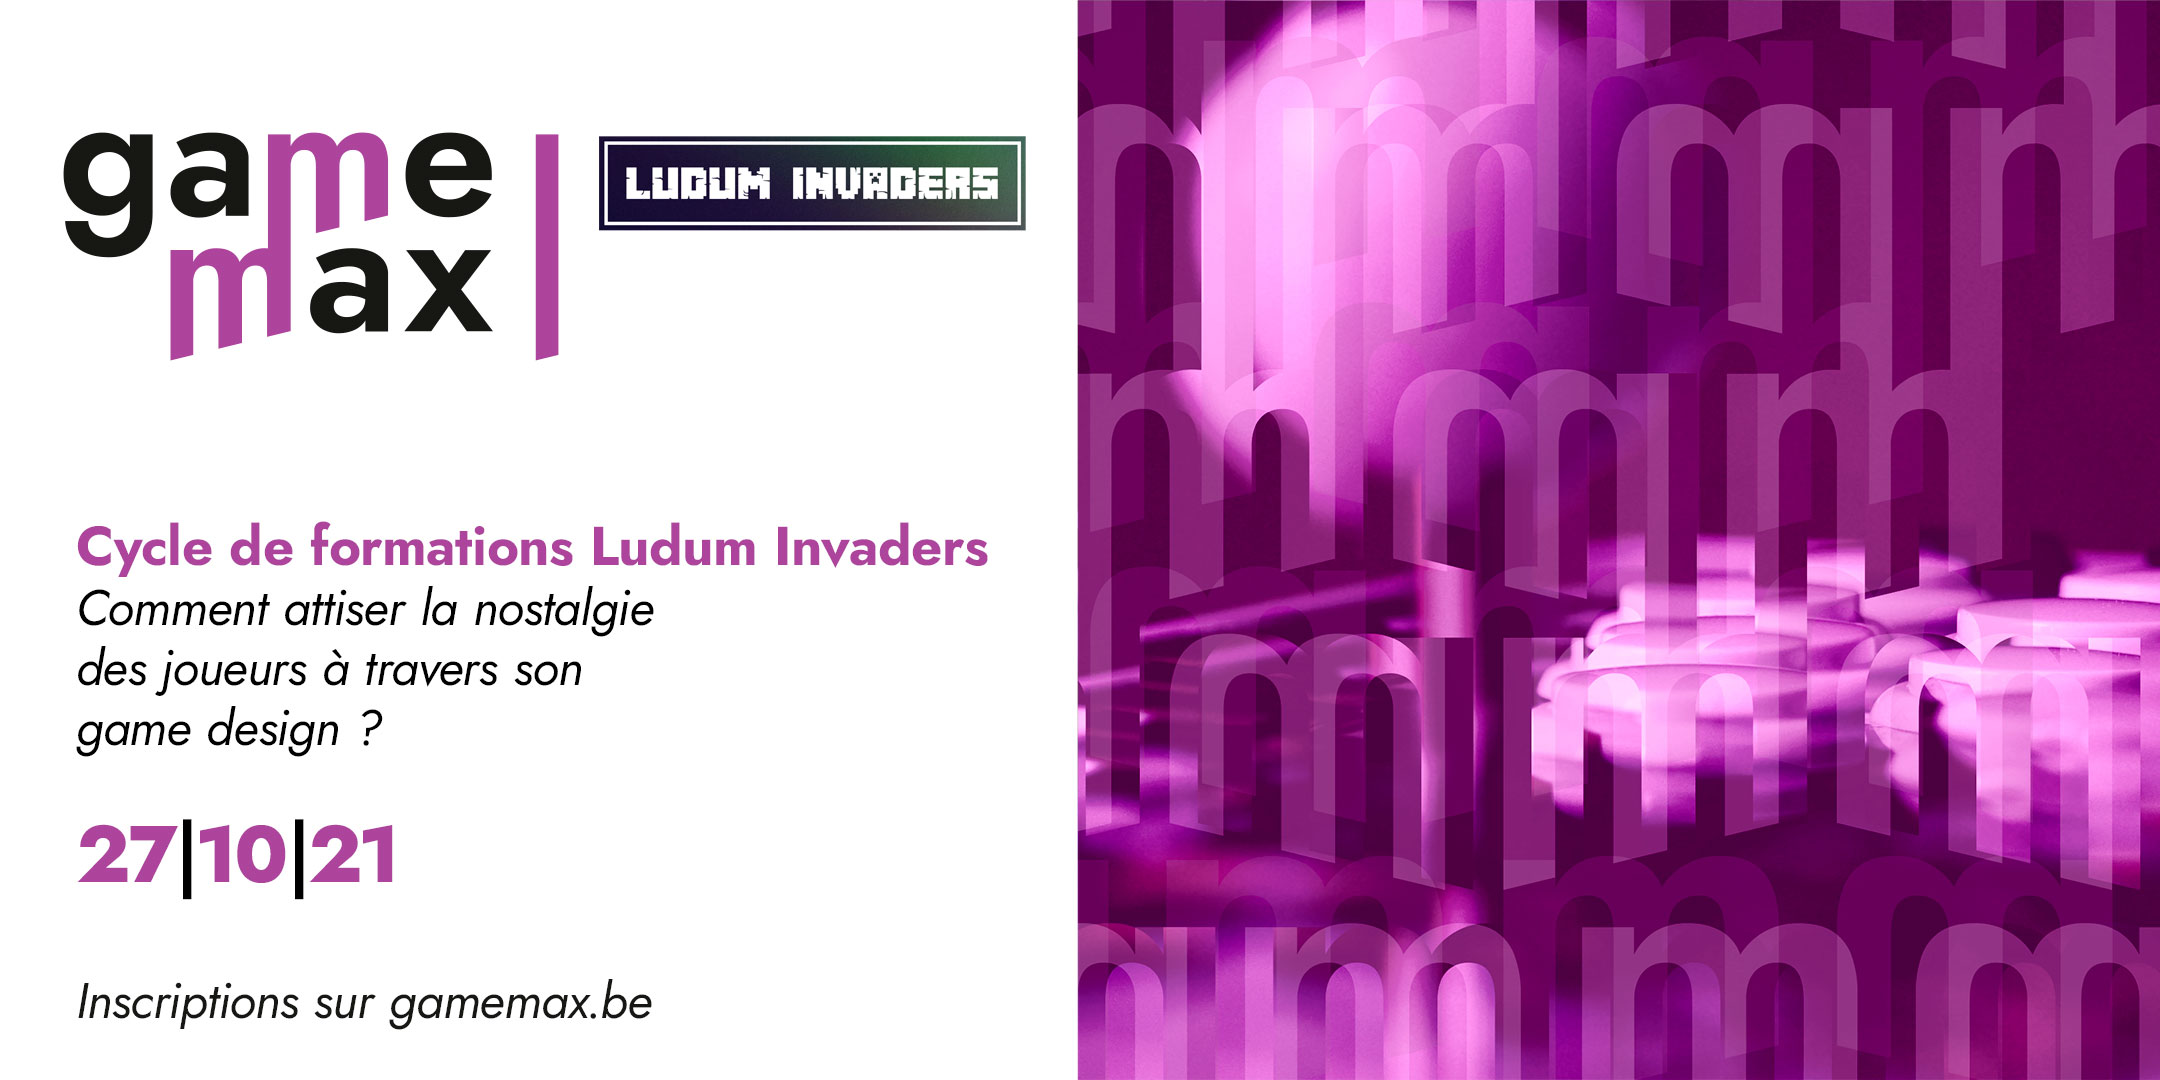 game
max
LUDUM INVADERS
Cycle de formations Ludum Invaders
Comment attiser la nostalgie
des joueurs à travers son
game design ?
27|10|21
Inscriptions sur gamemax.be